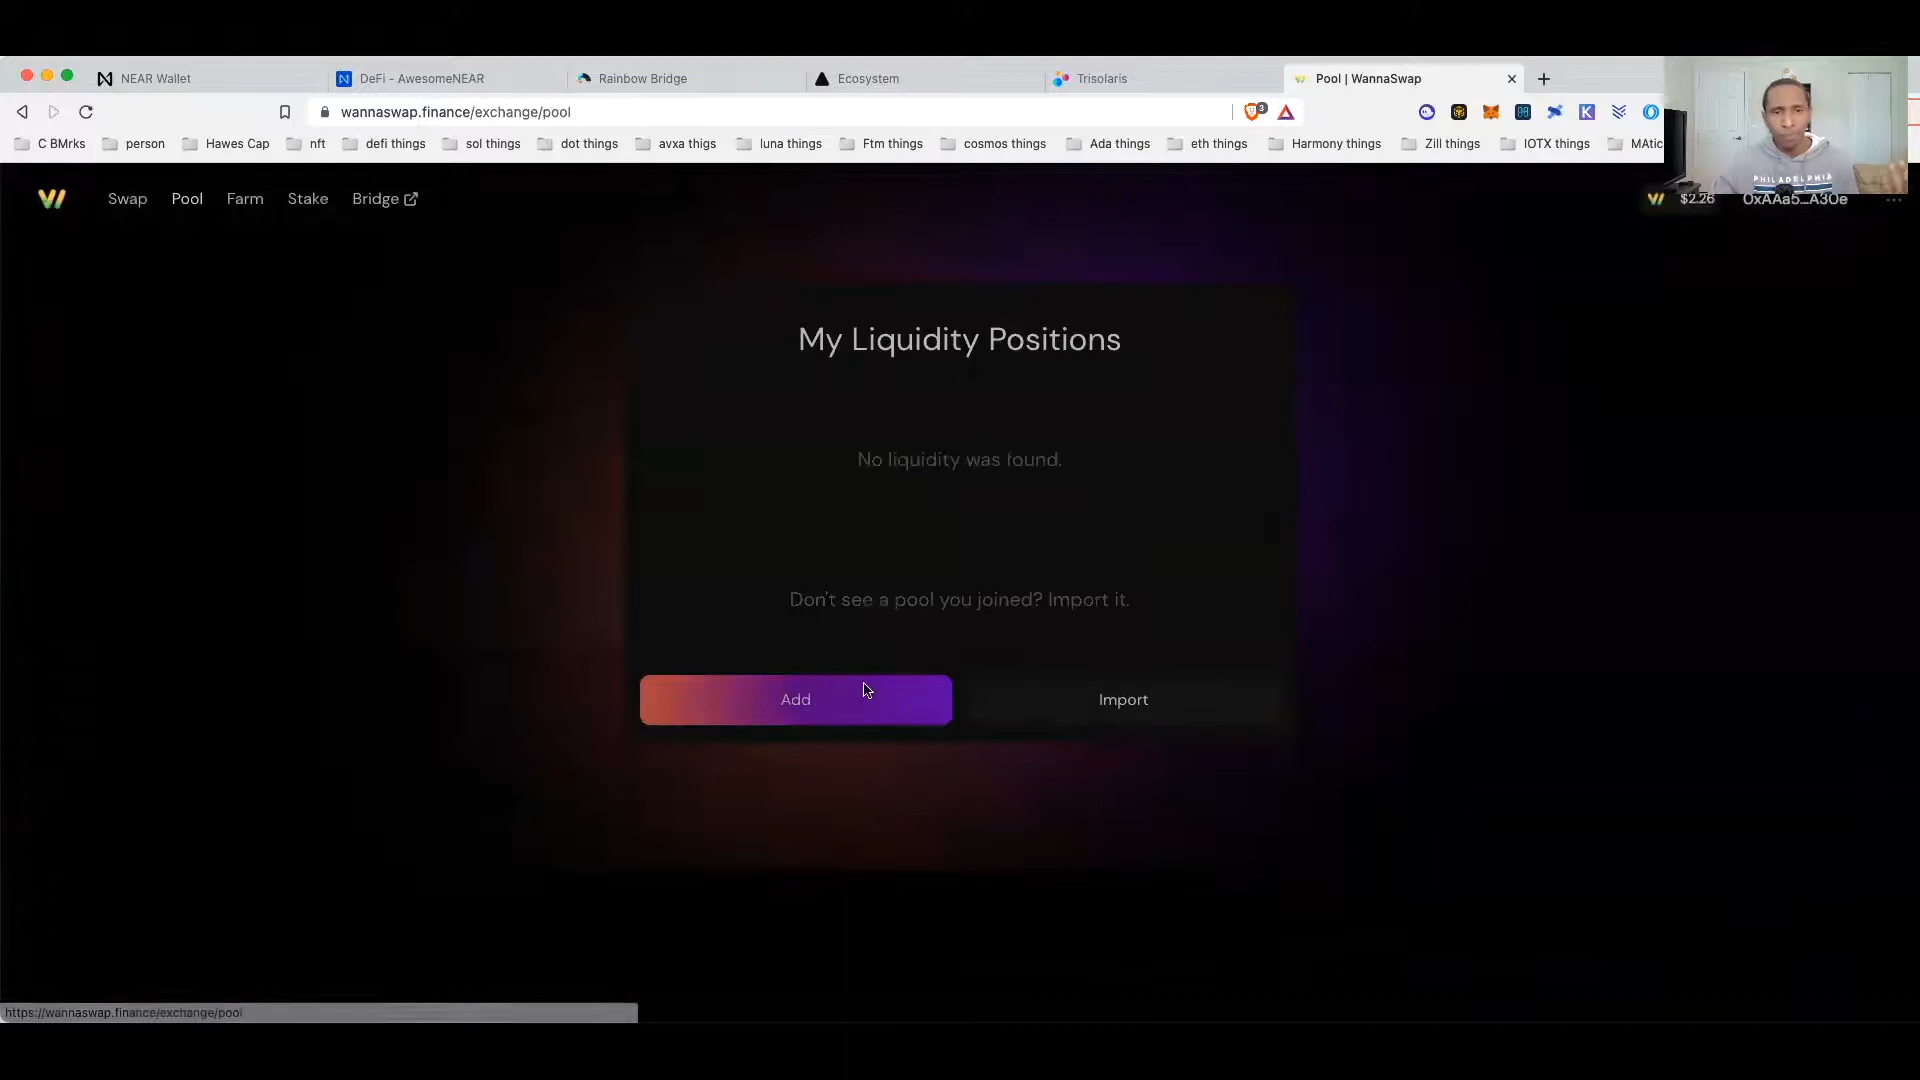 NEAR Wallet
DeFi - AwesomeNEAR
Rainbow Bridge
Ecosystem
Trisolaris
Pool | WannaSwap
wannaswap.finance/exchange/pool
3
C BMrks
person
Hawes Cap
nft
defi things
sol things
dot things
avxa thigs
luna things
Ftm things
cosmos things
Ada things
eth things
Harmony things
Zill things
IOTX things
MAtic
PHILADELPHIA
Swap
Pool
Farm
Stake
Bridge
$2.26
0xAAa5...A30e
My Liquidity Positions
No liquidity was found.
Don't see a pool you joined? Import it.
Add
Import
https://wannaswap.finance/exchange/pool